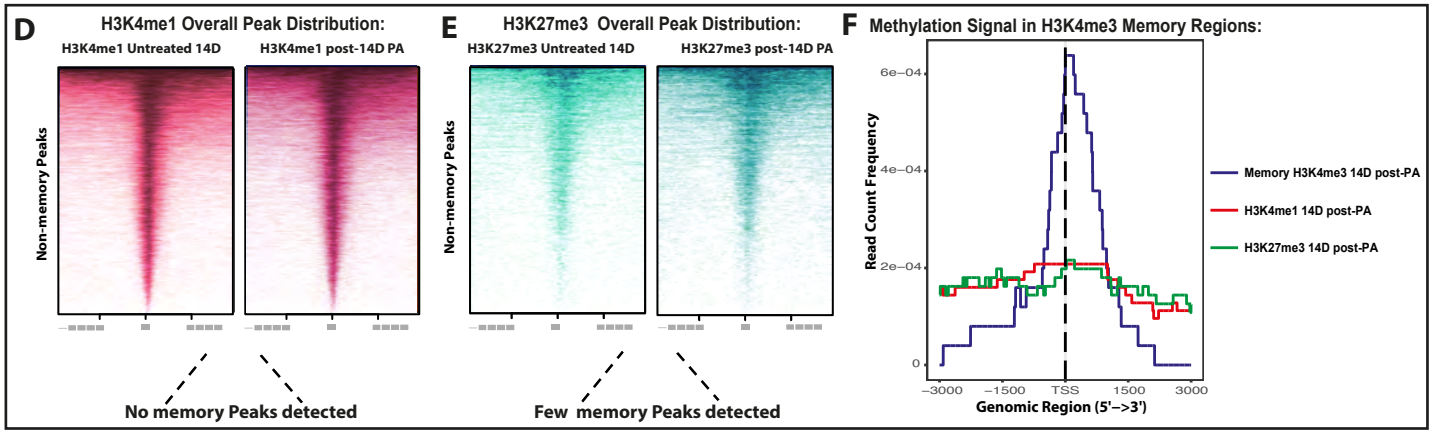 D H3K4me1 Overall Peak Distribution:
H3K4me1 Untreated 14D H3K4me1 post-14D PA
Non-memory Peaks
No memory Peaks detected
E H3K27me3 Overall Peak Distribution:
H3K27me3 Untreated 14D H3K27me3 post-14D PA
Non-memory Peaks
Few memory Peaks detected
F Methylation Signal in H3K4me3 Memory Regions:
Read Count Frequency
6e−04
4e−04
2e−04
0
−3000 −1500 TSS 1500 3000
Genomic Region (5'−>3')
Memory H3K4me3 14D post-PA
H3K4me1 14D post-PA
H3K27me3 14D post-PA